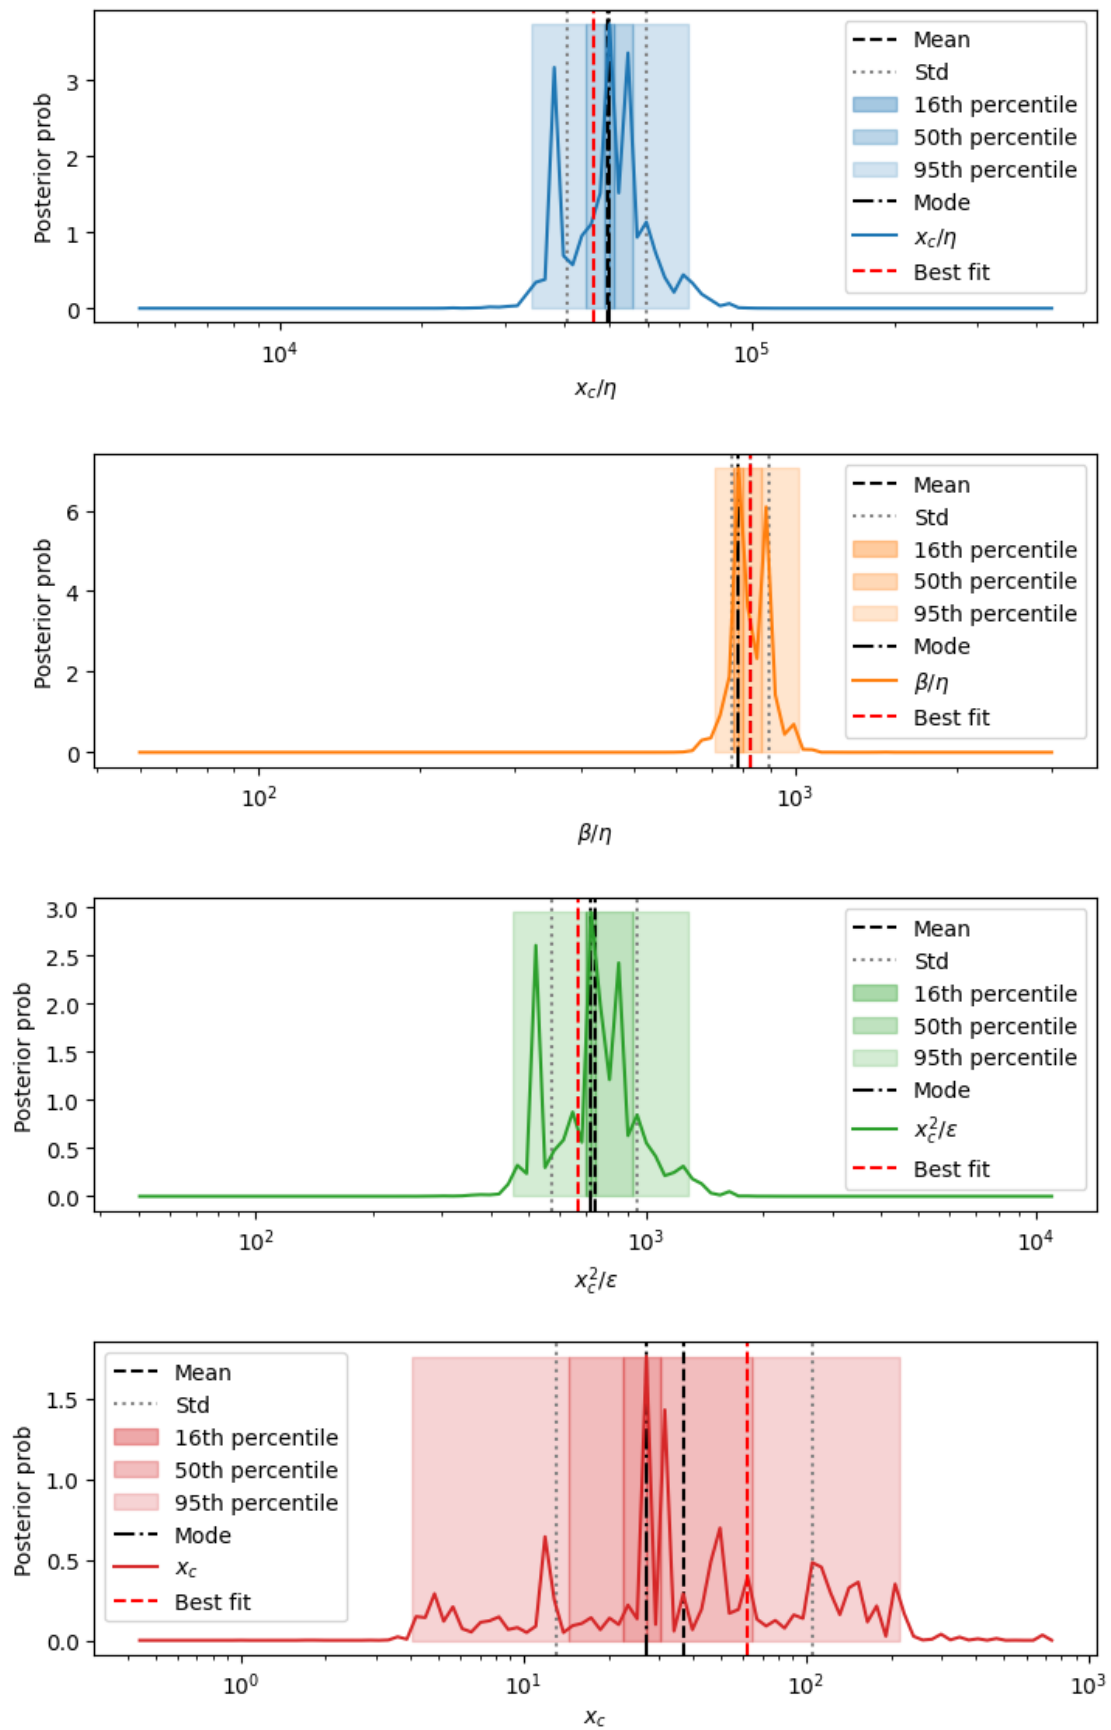 Posterior prob
3
2
1
0
Mean
Std
16th percentile
50th percentile
95th percentile
Mode
x_c/η
Best fit
10^4
10^5
x_c/η
Posterior prob
6
4
2
0
Mean
Std
16th percentile
50th percentile
95th percentile
Mode
β/η
Best fit
10^2
10^3
β/η
Posterior prob
3.0
2.5
2.0
1.5
1.0
0.5
0.0
Mean
Std
16th percentile
50th percentile
95th percentile
Mode
x_c^2/ε
Best fit
10^2
10^3
10^4
x_c^2/ε
Posterior prob
1.5
1.0
0.5
0.0
Mean
Std
16th percentile
50th percentile
95th percentile
Mode
x_c
Best fit
10^0
10^1
10^2
10^3
x_c